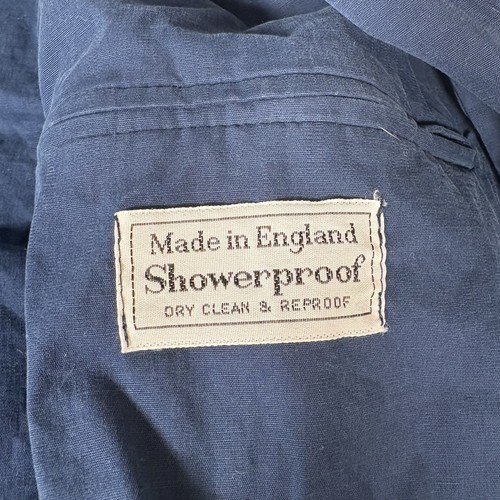 Made in England
Showerproof
DRY CLEAN & REPROOF